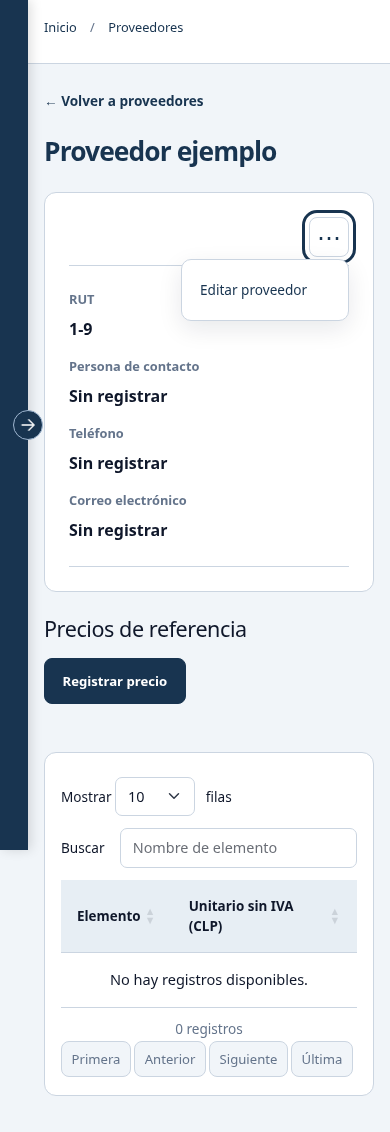 Inicio / Proveedores
← Volver a proveedores
Proveedor ejemplo
...
Editar proveedor
RUT
1-9
Persona de contacto
Sin registrar
Teléfono
Sin registrar
Correo electrónico
Sin registrar
Precios de referencia
Registrar precio
Mostrar 10 filas
Buscar Nombre de elemento
Elemento Unitario sin IVA
(CLP)
No hay registros disponibles.
0 registros
Primera Anterior Siguiente Última